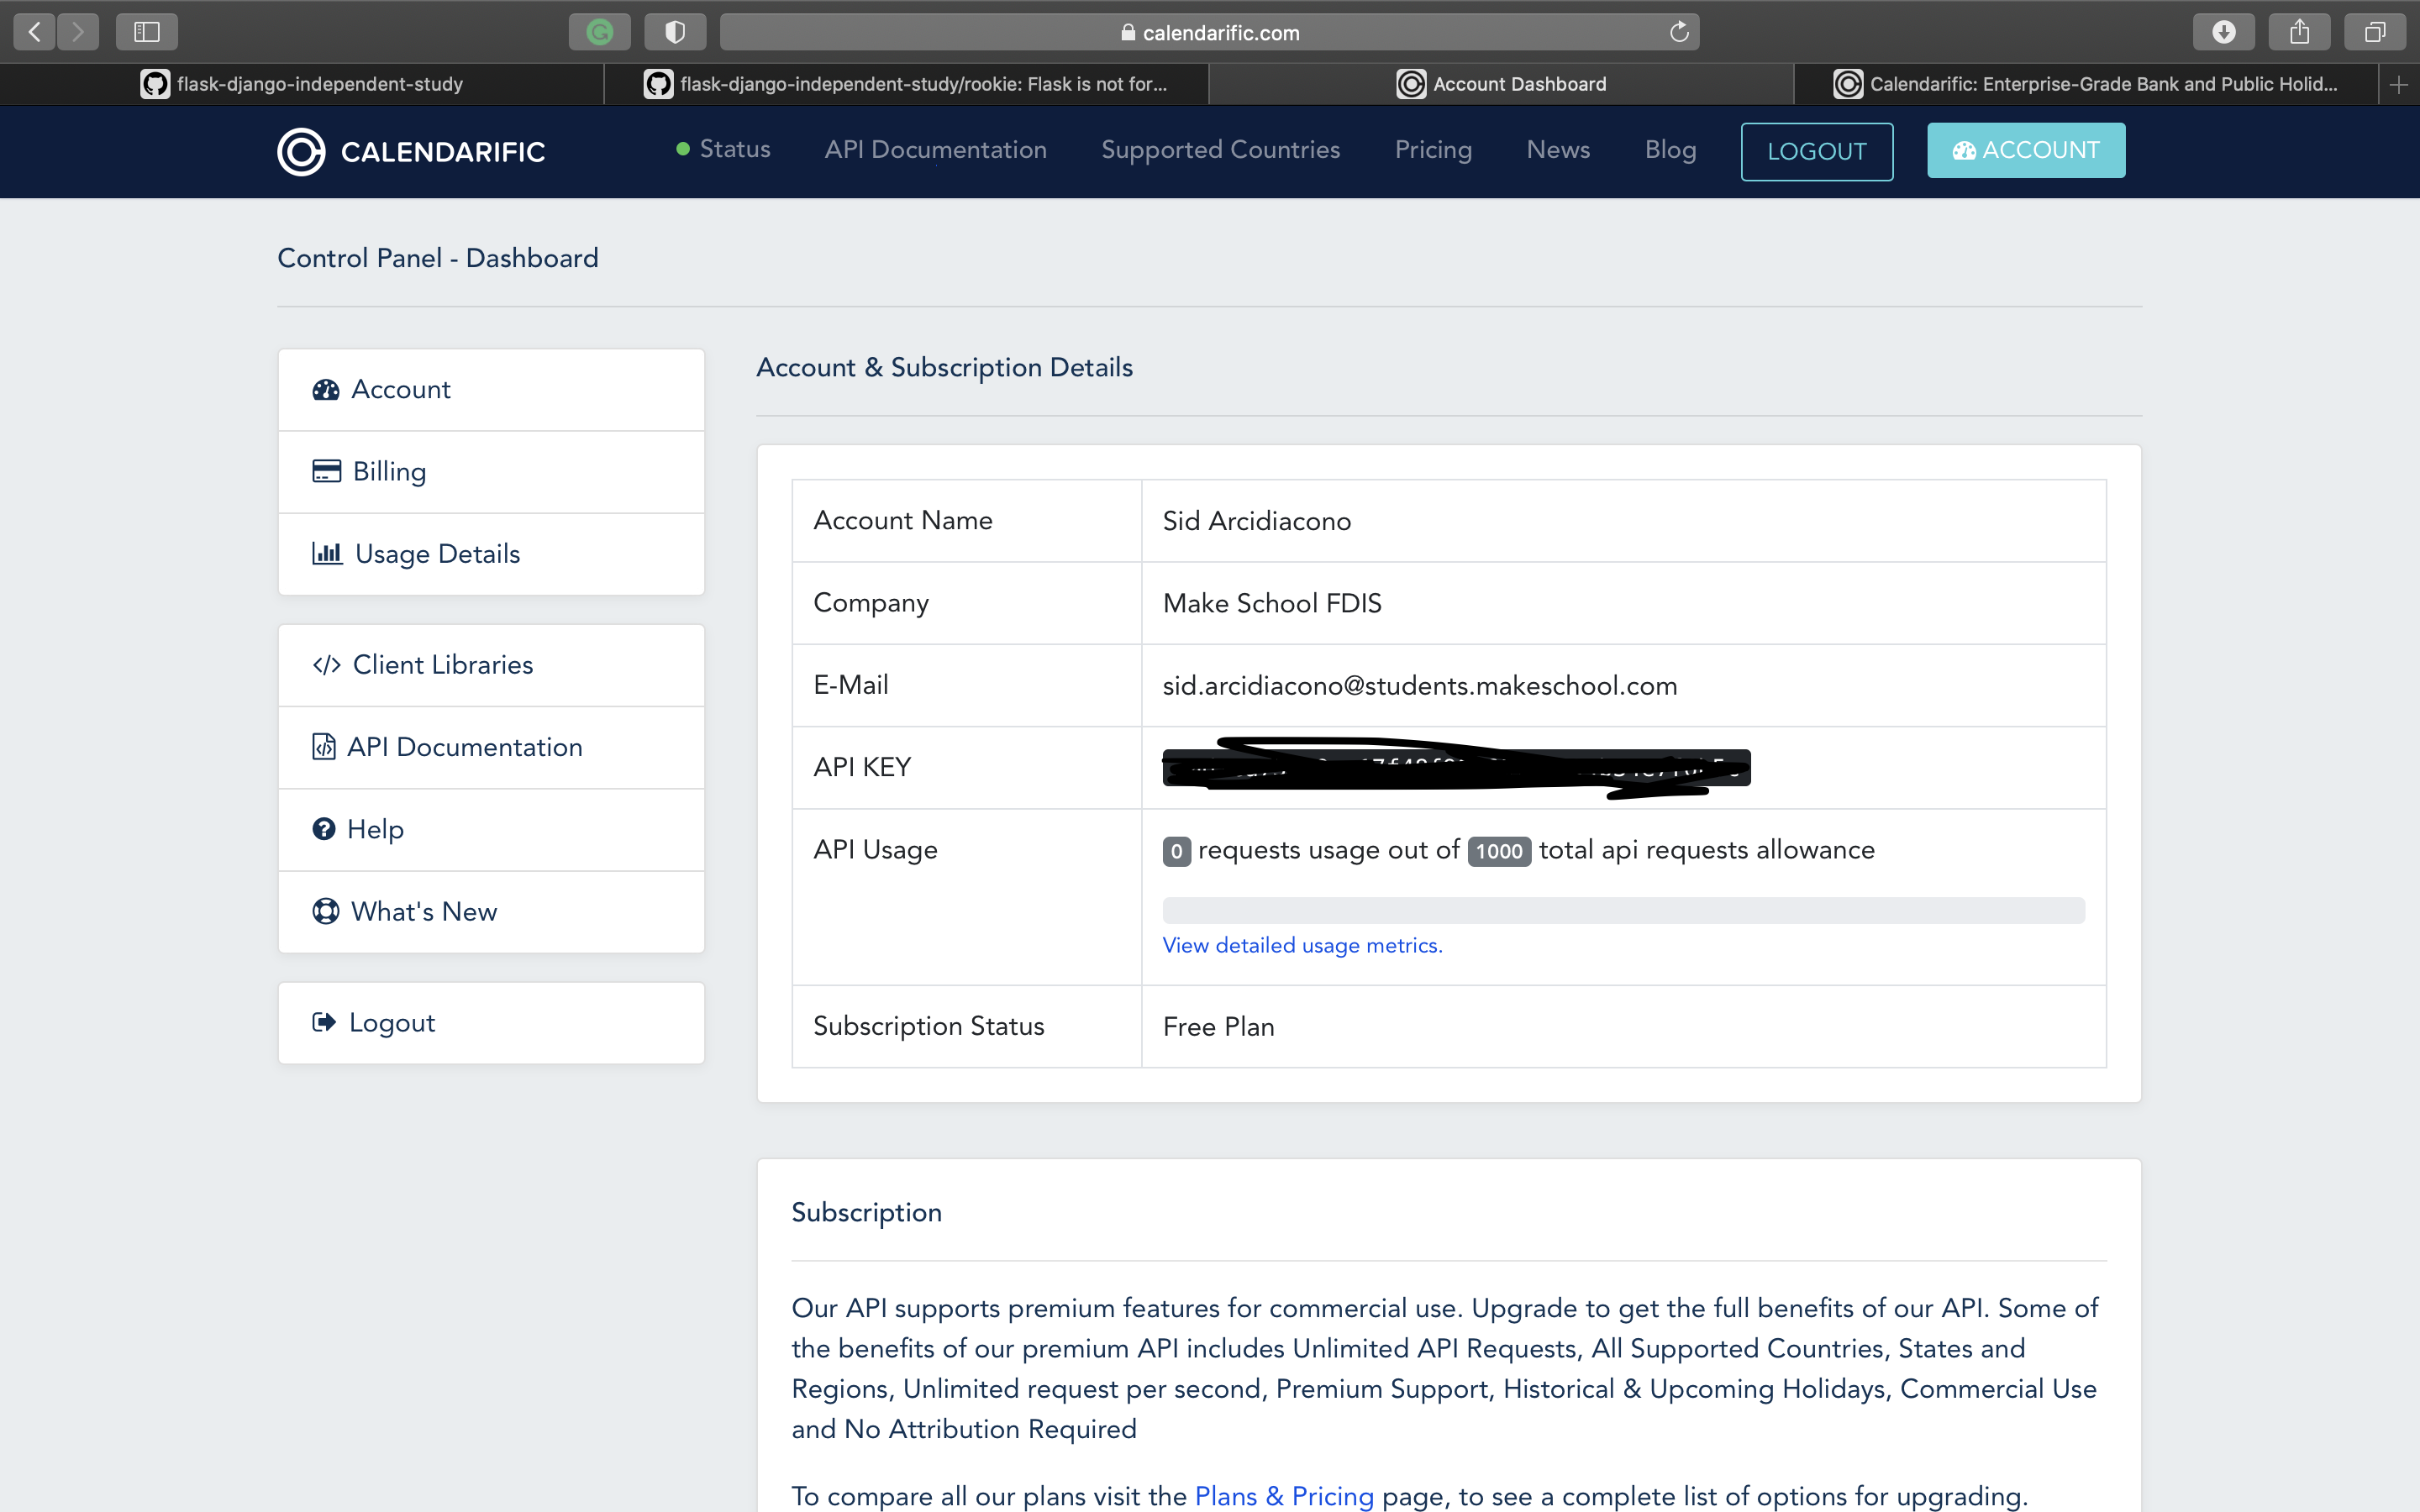 calendarific.com
flask-django-independent-study
flask-django-independent-study/rookie: Flask is not for...
Account Dashboard
Calendarific: Enterprise-Grade Bank and Public Holid...
CALENDARIFIC
Status
API Documentation
Supported Countries
Pricing
News
Blog
LOGOUT
ACCOUNT
Control Panel - Dashboard
Account
Billing
Usage Details
Client Libraries
API Documentation
Help
What's New
Logout
Account & Subscription Details
Account Name Sid Arcidiacono
Company Make School FDIS
E-Mail sid.arcidiacono@students.makeschool.com
API KEY
API Usage 0 requests usage out of 1000 total api requests allowance
View detailed usage metrics.
Subscription Status Free Plan
Subscription
Our API supports premium features for commercial use. Upgrade to get the full benefits of our API. Some of
the benefits of our premium API includes Unlimited API Requests, All Supported Countries, States and
Regions, Unlimited request per second, Premium Support, Historical & Upcoming Holidays, Commercial Use
and No Attribution Required
To compare all our plans visit the Plans & Pricing page, to see a complete list of options for upgrading.